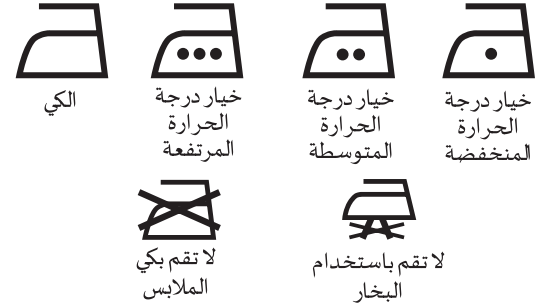 خيار درجة
الحرارة
المنخفضة
خيار درجة
الحرارة
المتوسطة
خيار درجة
الحرارة
المرتفعة
الكي
لا تقم باستخدام
البخار
لا تقم بكي
الملابس